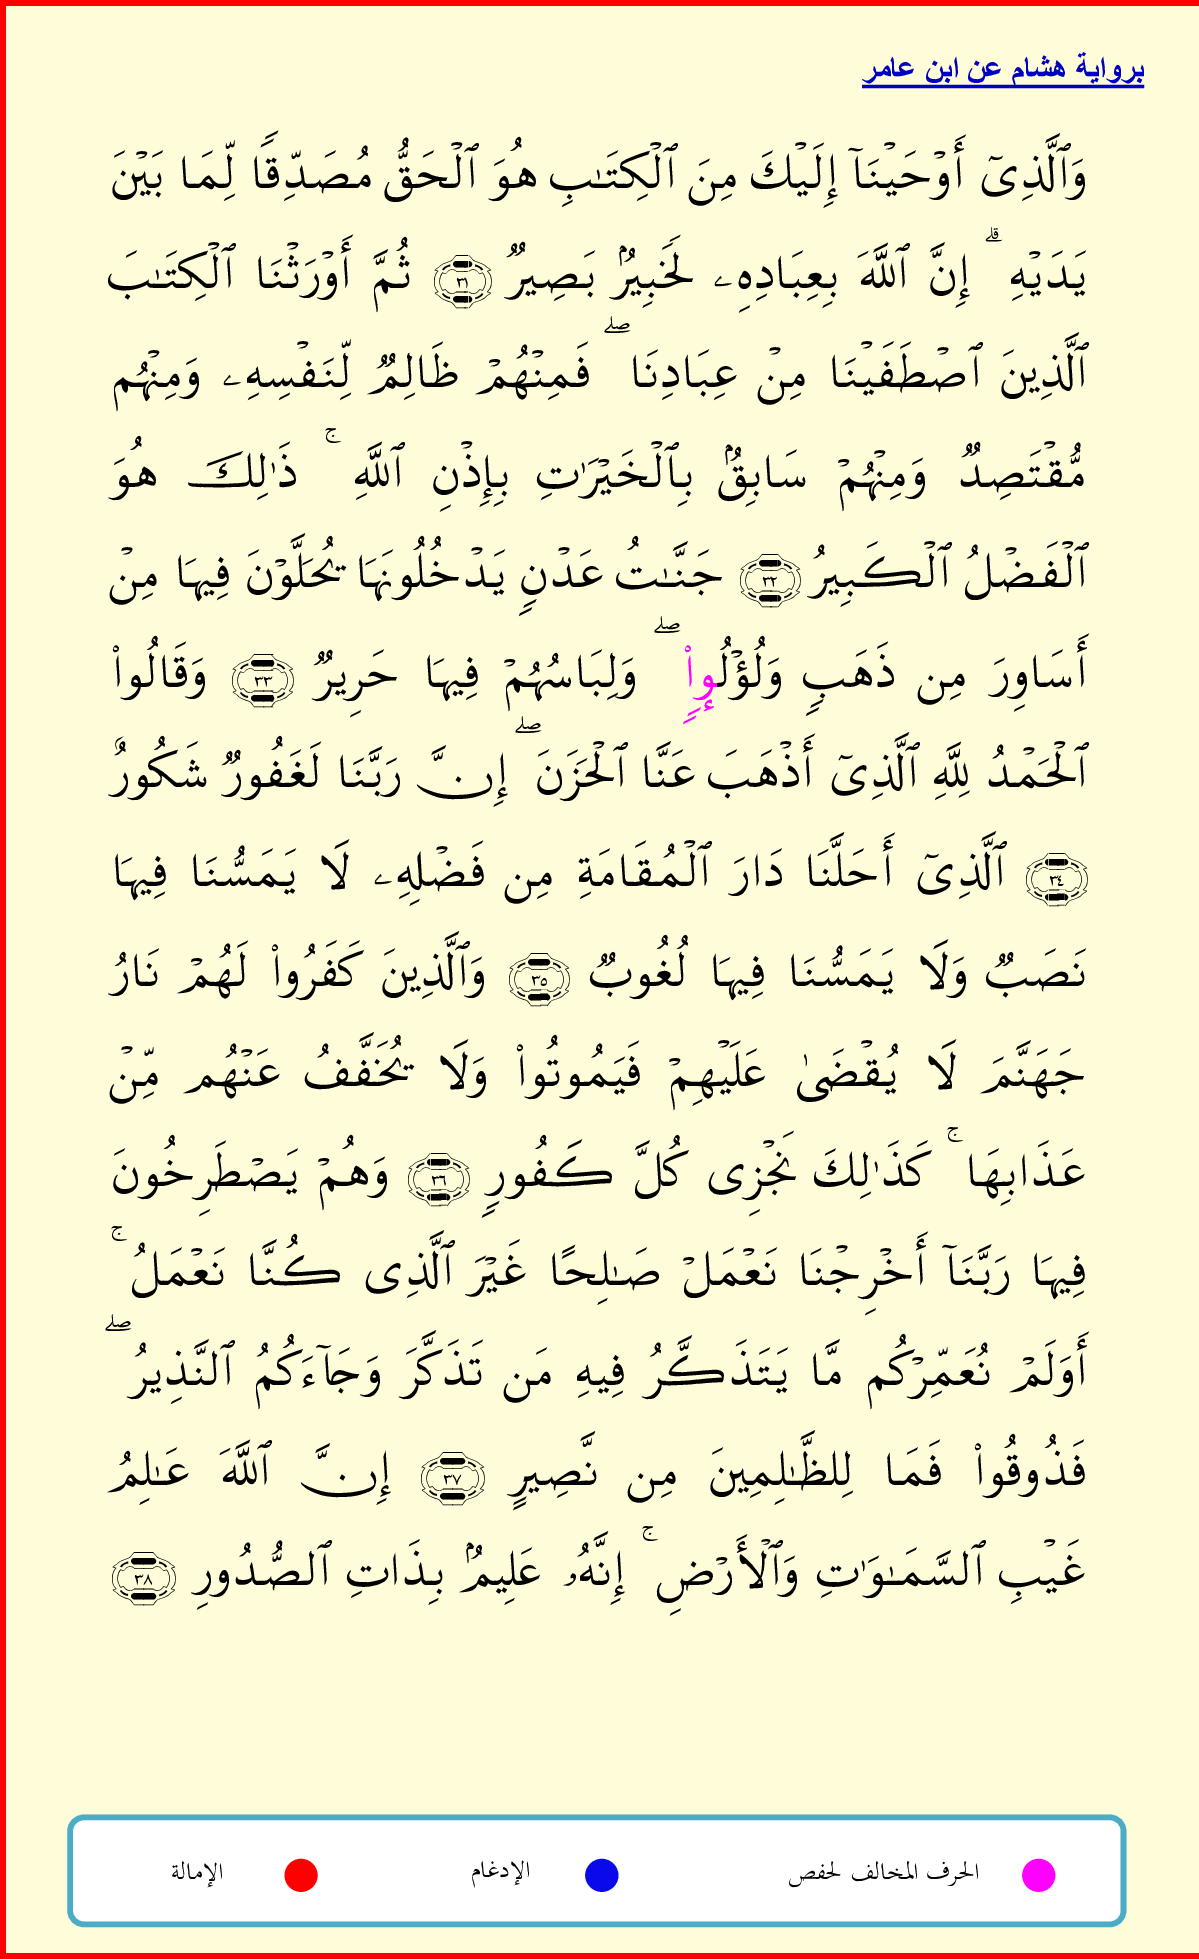 برواية هشام عن ابن عامر
وَٱلَّذِىٓ أَوۡحَيۡنَآ إِلَيۡكَ مِنَ ٱلۡكِتَـٰبِ هُوَ ٱلۡحَقُّ مُصَدِّقًا لِّمَا بَيۡنَ
يَدَيۡهِ ۗ إِنَّ ٱللَّهَ بِعِبَادِهِۦ لَخَبِيرُۢ بَصِيرٌ ٣١ ثُمَّ أَوۡرَثۡنَا ٱلۡكِتَـٰبَ
ٱلَّذِينَ ٱصۡطَفَيۡنَا مِنۡ عِبَادِنَا ۖ فَمِنۡهُمۡ ظَالِمٌ لِّنَفۡسِهِۦ وَمِنۡهُم
مُّقۡتَصِدٌ وَمِنۡهُمۡ سَابِقُۢ بِٱلۡخَيۡرَٰتِ بِإِذۡنِ ٱللَّهِ ۚ ذَٰلِكَ هُوَ
ٱلۡفَضۡلُ ٱلۡكَبِيرُ ٣٢ جَنَّـٰتُ عَدۡنٍ يَدۡخُلُونَهَا يُحَلَّوۡنَ فِيهَا مِنۡ
أَسَاوِرَ مِن ذَهَبٍ وَلُؤۡلُوِٕاْۖ وَلِبَاسُهُمۡ فِيهَا حَرِيرٌ ٣٣ وَقَالُواْ
ٱلۡحَمۡدُ لِلَّهِ ٱلَّذِىٓ أَذۡهَبَ عَنَّا ٱلۡحَزَنَ ۖ إِنَّ رَبَّنَا لَغَفُورٌ شَكُورٌ
٣٤ ٱلَّذِىٓ أَحَلَّنَا دَارَ ٱلۡمُقَامَةِ مِن فَضۡلِهِۦ لَا يَمَسُّنَا فِيهَا
نَصَبٌ وَلَا يَمَسُّنَا فِيهَا لُغُوبٌ ٣٥ وَٱلَّذِينَ كَفَرُواْ لَهُمۡ نَارُ
جَهَنَّمَ لَا يُقۡضَىٰ عَلَيۡهِمۡ فَيَمُوتُواْ وَلَا يُخَفَّفُ عَنۡهُم مِّنۡ
عَذَابِهَا ۚ كَذَٰلِكَ نَجۡزِى كُلَّ كَفُورٍ ٣٦ وَهُمۡ يَصۡطَرِخُونَ
فِيهَا رَبَّنَآ أَخۡرِجۡنَا نَعۡمَلۡ صَـٰلِحًا غَيۡرَ ٱلَّذِى كُنَّا نَعۡمَلُ ۚ
أَوَلَمۡ نُعَمِّرۡكُم مَّا يَتَذَكَّرُ فِيهِ مَن تَذَكَّرَ وَجَآءَكُمُ ٱلنَّذِيرُ ۖ
فَذُوقُواْ فَمَا لِلظَّـٰلِمِينَ مِن نَّصِيرٍ ٣٧ إِنَّ ٱللَّهَ عَـٰلِمُ
غَيۡبِ ٱلسَّمَـٰوَٰتِ وَٱلۡأَرۡضِ ۚ إِنَّهُۥ عَلِيمُۢ بِذَاتِ ٱلصُّدُورِ ٣٨
الحرف المخالف لحفص الإدغام الإمالة